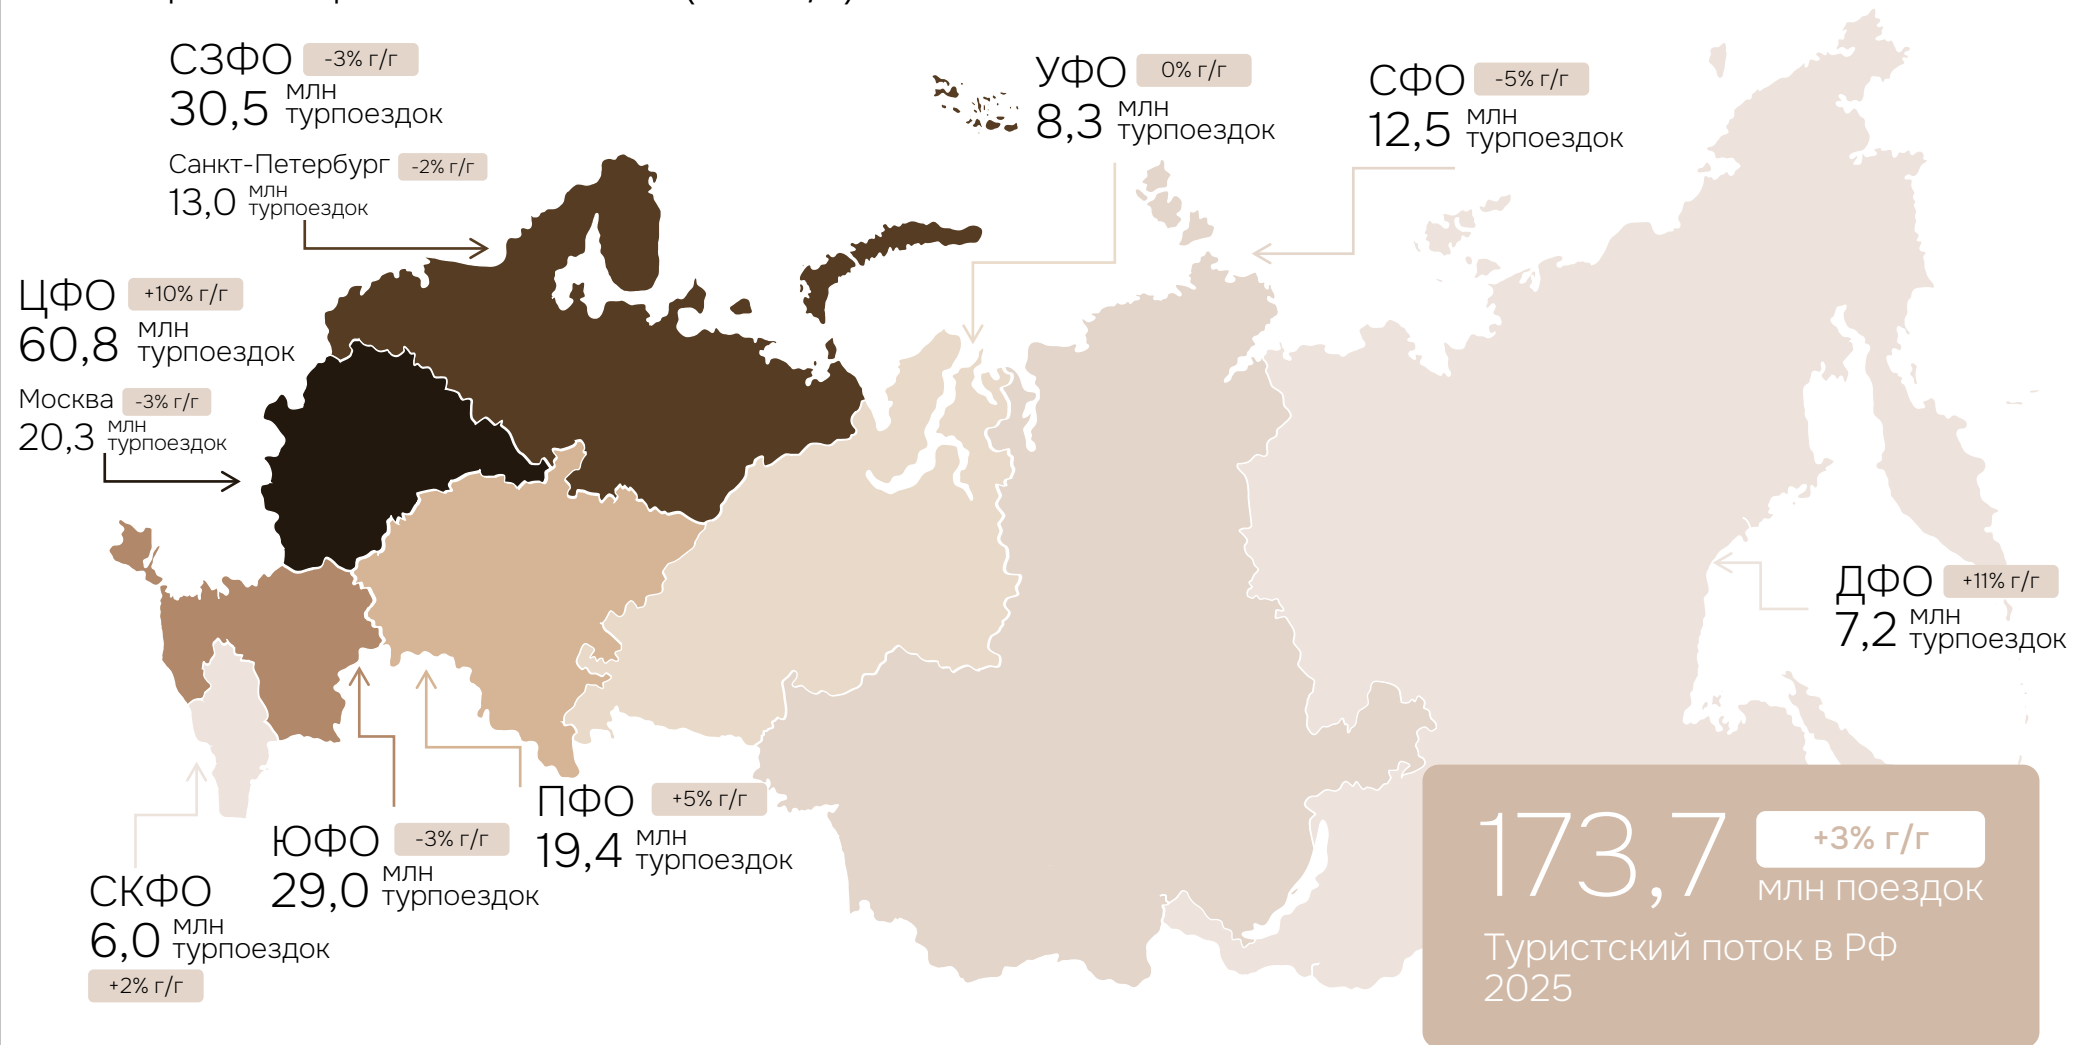 СЗФО -3% г/г
30,5 млн турпоездок
Санкт-Петербург -2% г/г
13,0 млн турпоездок
УФО 0% г/г
8,3 млн турпоездок
СФО -5% г/г
12,5 млн турпоездок
ЦФО +10% г/г
60,8 млн турпоездок
Москва -3% г/г
20,3 млн турпоездок
ДФО +11% г/г
7,2 млн турпоездок
ПФО +5% г/г
19,4 млн турпоездок
ЮФО -3% г/г
29,0 млн турпоездок
СКФО
6,0 млн турпоездок
+2% г/г
173,7 +3% г/г
млн поездок
Туристский поток в РФ
2025